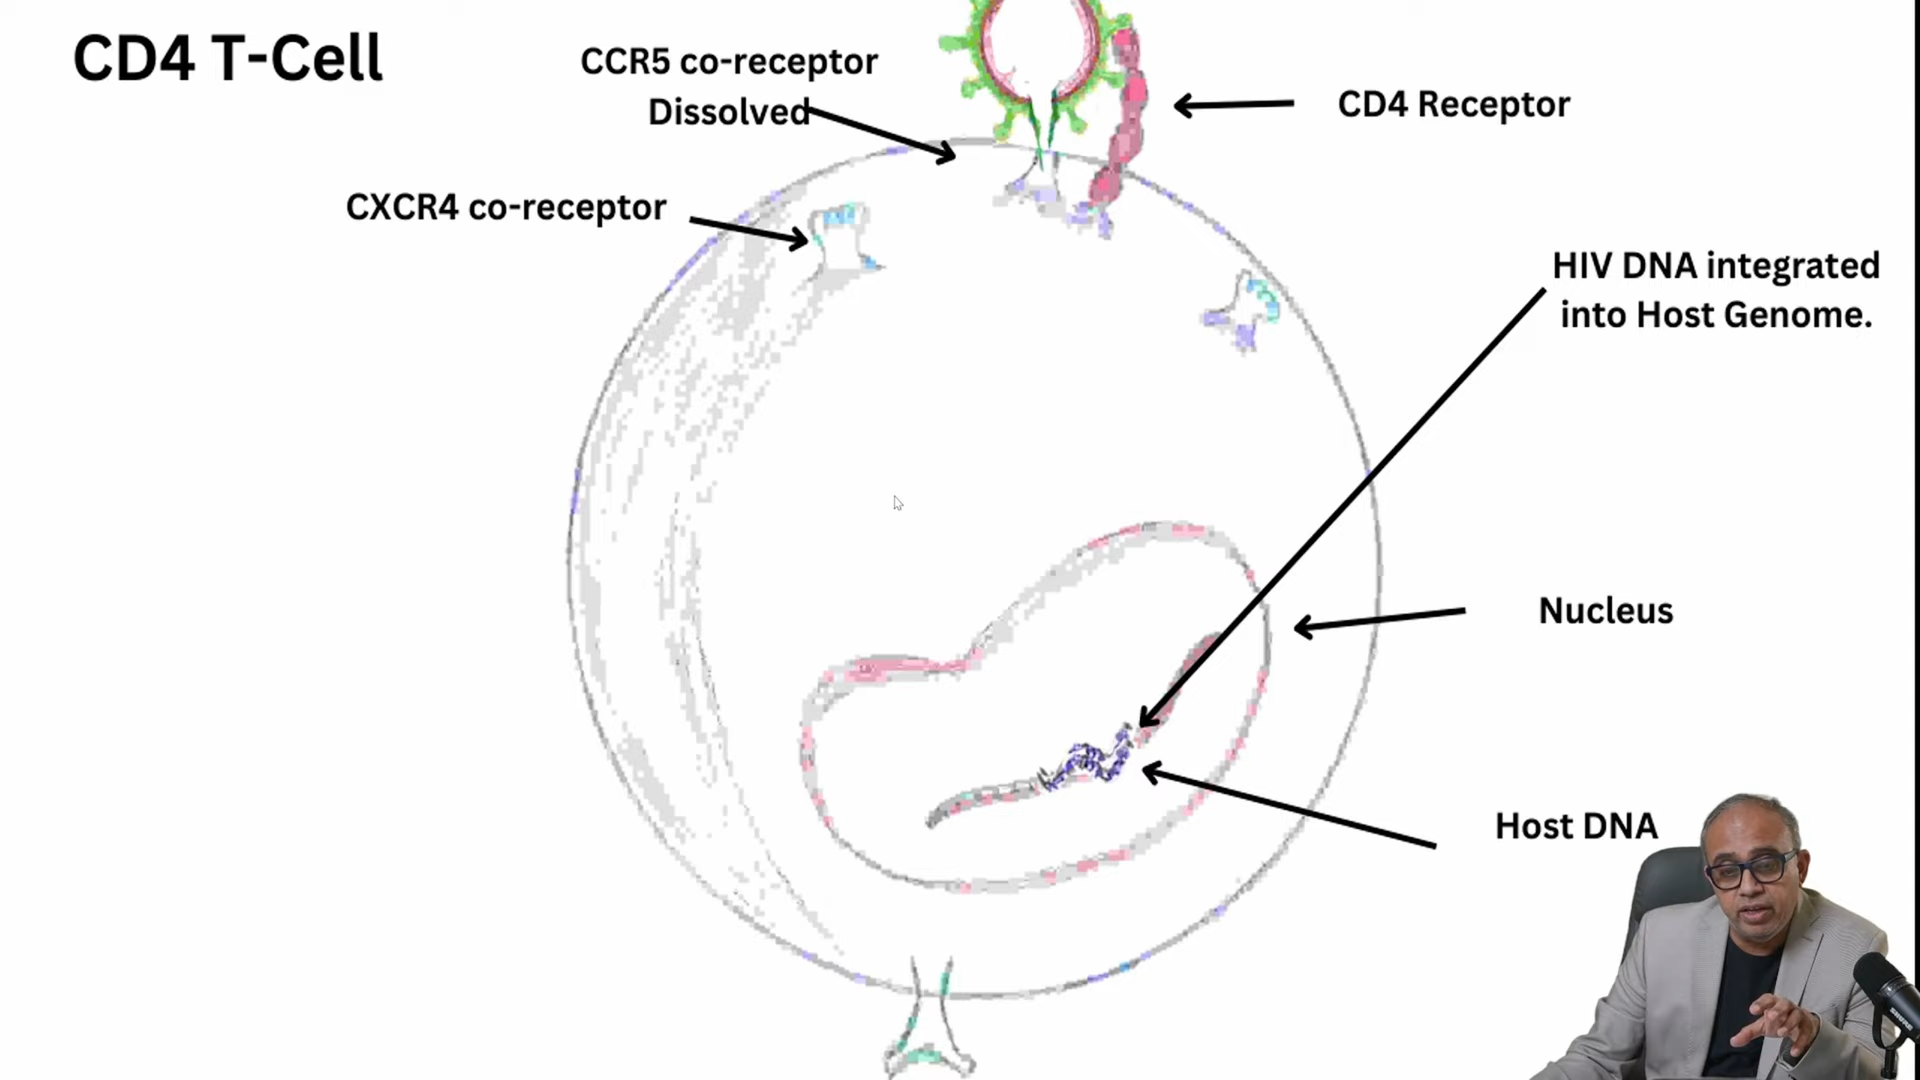 CD4 T-Cell
CCR5 co-receptor
Dissolved
CD4 Receptor
CXCR4 co-receptor
HIV DNA integrated
into Host Genome.
Nucleus
Host DNA